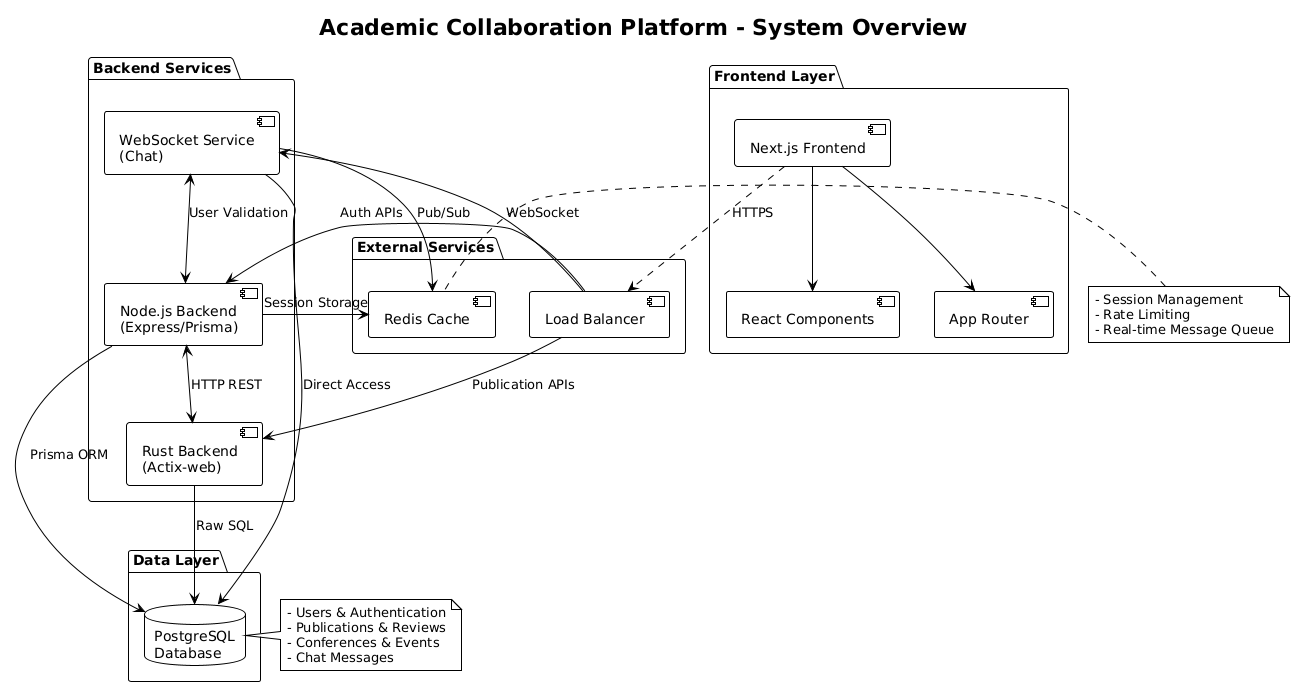 Academic Collaboration Platform - System Overview
Backend Services
Frontend Layer
WebSocket Service
(Chat)
Next.js Frontend
User Validation
Auth APIs
Pub/Sub
WebSocket
HTTPS
External Services
Node.js Backend
(Express/Prisma)
Session Storage
Redis Cache
Load Balancer
React Components
App Router
- Session Management
- Rate Limiting
- Real-time Message Queue
HTTP REST
Direct Access
Publication APIs
Prisma ORM
Rust Backend
(Actix-web)
Raw SQL
Data Layer
PostgreSQL
Database
- Users & Authentication
- Publications & Reviews
- Conferences & Events
- Chat Messages